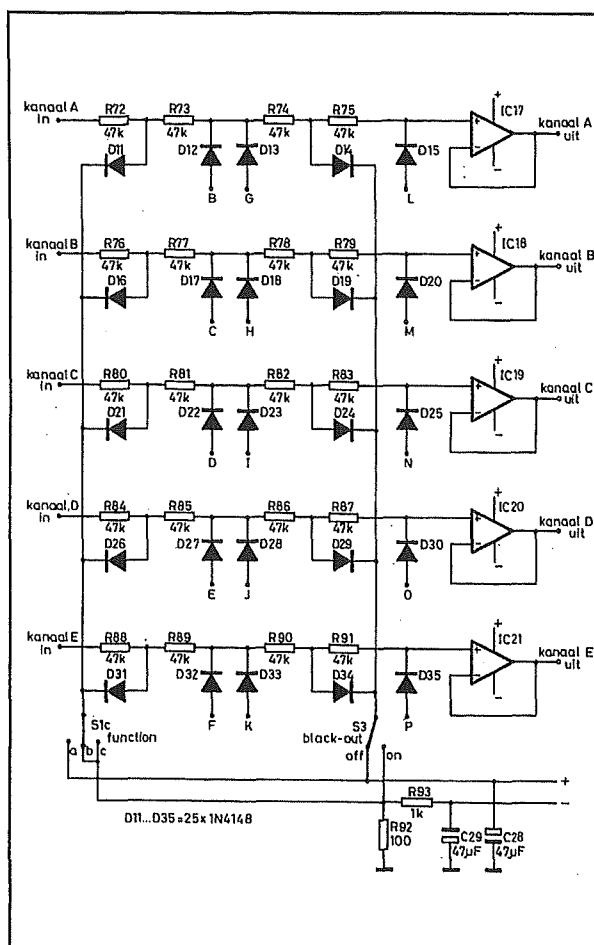 kanaal A in R72 47k R73 47k R74 47k R75 47k IC17 + - + - kanaal A uit
D11 D12 D13 D14 D15
B G L
kanaal B in R76 47k R77 47k R78 47k R79 47k IC18 + - + - kanaal B uit
D16 D17 D18 D19 D20
C H M
kanaal C in R80 47k R81 47k R82 47k R83 47k IC19 + - + - kanaal C uit
D21 D22 D23 D24 D25
D I N
kanaal D in R84 47k R85 47k R86 47k R87 47k IC20 + - + - kanaal D uit
D26 D27 D28 D29 D30
E J O
kanaal E in R88 47k R89 47k R90 47k R91 47k IC21 + - + - kanaal E uit
D31 D32 D33 D34 D35
F K P
S1c
function
a b c
S3
black-out
off on
+
R93
1k
-
D11...D35=25x1N4148
R92
100
C29
47µF
C28
47µF